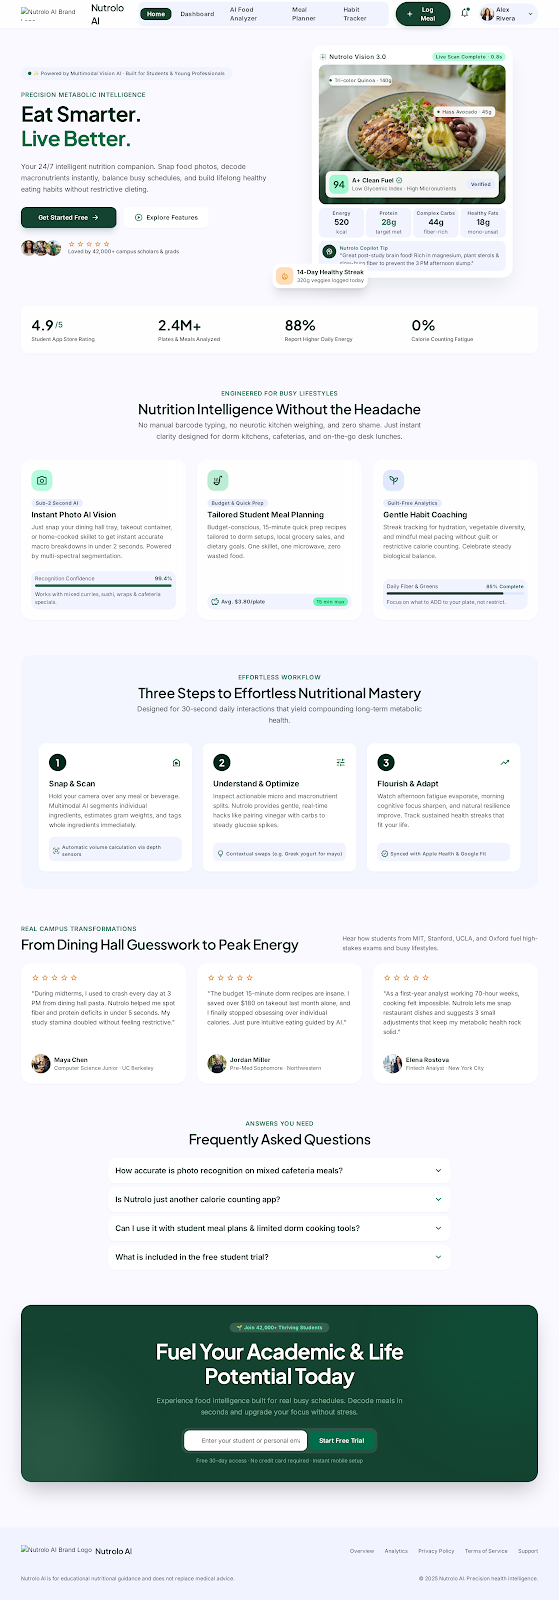 Nutrolo AI Brand Logo
Nutrolo AI
Home
Dashboard
AI Food Analyzer
Meal Planner
Habit Tracker
+ Log Meal
Alex Rivera
Powered by Multimodal Vision AI · Built for Students & Young Professionals
PRECISION METABOLIC INTELLIGENCE
Eat Smarter.
Live Better.
Your 24/7 intelligent nutrition companion. Snap food photos, decode
macronutrients instantly, balance busy schedules, and build lifelong healthy
eating habits without restrictive dieting.
Get Started Free →
Explore Features
Loved by 42,000+ campus scholars & grads
Nutrolo Vision 3.0
Live Scan Complete · 0.8s
Tri-color Quinoa · 140g
Hass Avocado · 45g
94
A+ Clean Fuel
Low Glycemic Index · High Micronutrients
Verified
Energy
520
kcal
Protein
28g
target met
Complex Carbs
44g
fiber-rich
Healthy Fats
18g
mono-unsat
Nutrolo Copilot Tip
"Great post-study brain food! Rich in magnesium, plant sterols &
fiber to prevent the 3 PM afternoon slump."
14-Day Healthy Streak
320g veggies logged today
4.9 /5
Student App Store Rating
2.4M+
Plates & Meals Analyzed
88%
Report Higher Daily Energy
0%
Calorie Counting Fatigue
ENGINEERED FOR BUSY LIFESTYLES
Nutrition Intelligence Without the Headache
No manual barcode typing, no neurotic kitchen weighing, and zero shame. Just instant
clarity designed for dorm kitchens, cafeterias, and on-the-go desk lunches.
Sub-2 Second AI
Instant Photo AI Vision
Just snap your dining hall tray, takeout container,
or home-cooked skillet to get instant accurate
macro breakdowns in under 2 seconds. Powered
by multi-spectral segmentation.
Recognition Confidence 99.4%
Works with mixed curries, sushi, wraps & cafeteria
specials.
Budget & Quick Prep
Tailored Student Meal Planning
Budget-conscious, 15-minute quick prep recipes
tailored to dorm setups, local grocery sales, and
dietary goals. One skillet, one microwave, zero
wasted food.
Avg. $3.80/plate
15 min max
Guilt-Free Analytics
Gentle Habit Coaching
Streak tracking for hydration, vegetable diversity,
and mindful meal pacing without guilt or
restrictive calorie counting. Celebrate steady
biological balance.
Daily Fiber & Greens 85% Complete
Focus on what to ADD to your plate, not restrict.
EFFORTLESS WORKFLOW
Three Steps to Effortless Nutritional Mastery
Designed for 30-second daily interactions that yield compounding long-term metabolic
health.
1
Snap & Scan
Hold your camera over any meal or beverage.
Multimodal AI segments individual
ingredients, estimates gram weights, and tags
whole ingredients immediately.
Automatic volume calculation via depth
sensors
2
Understand & Optimize
Inspect actionable micro and macronutrient
splits. Nutrolo provides gentle, real-time
hacks like pairing vinegar with carbs to
steady glucose spikes.
Contextual swaps (e.g. Greek yogurt for mayo)
3
Flourish & Adapt
Watch afternoon fatigue evaporate, morning
cognitive focus sharpen, and natural resilience
improve. Track sustained health streaks that
fit your life.
Synced with Apple Health & Google Fit
REAL CAMPUS TRANSFORMATIONS
From Dining Hall Guesswork to Peak Energy
Hear how students from MIT, Stanford, UCLA, and Oxford fuel high-
stakes exams and busy lifestyles.
"During midterms, I used to crash every day at 3
PM from dining hall pasta. Nutrolo helped me spot
fiber and protein deficits in under 5 seconds. My
study stamina doubled without feeling restrictive."
Maya Chen
Computer Science Junior · UC Berkeley
"The budget 15-minute dorm recipes are insane. I
saved over $180 on takeout last month alone, and
I finally stopped obsessing over individual
calories. Just pure intuitive eating guided by AI."
Jordan Miller
Pre-Med Sophomore · Northwestern
"As a first-year analyst working 70-hour weeks,
cooking felt impossible. Nutrolo lets me snap
restaurant dishes and suggests 3 small
adjustments that keep my metabolic health rock
solid."
Elena Rostova
Fintech Analyst · New York City
ANSWERS YOU NEED
Frequently Asked Questions
How accurate is photo recognition on mixed cafeteria meals?
Is Nutrolo just another calorie counting app?
Can I use it with student meal plans & limited dorm cooking tools?
What is included in the free student trial?
Join 42,000+ Thriving Students
Fuel Your Academic & Life
Potential Today
Experience food intelligence built for real busy schedules. Decode meals in
seconds and upgrade your focus without stress.
Enter your student or personal em
Start Free Trial
Free 30-day access · No credit card required · Instant mobile setup
Nutrolo AI Brand Logo
Nutrolo AI
Overview
Analytics
Privacy Policy
Terms of Service
Support
Nutrolo AI is for educational nutritional guidance and does not replace medical advice.
© 2025 Nutrolo AI. Precision health intelligence.